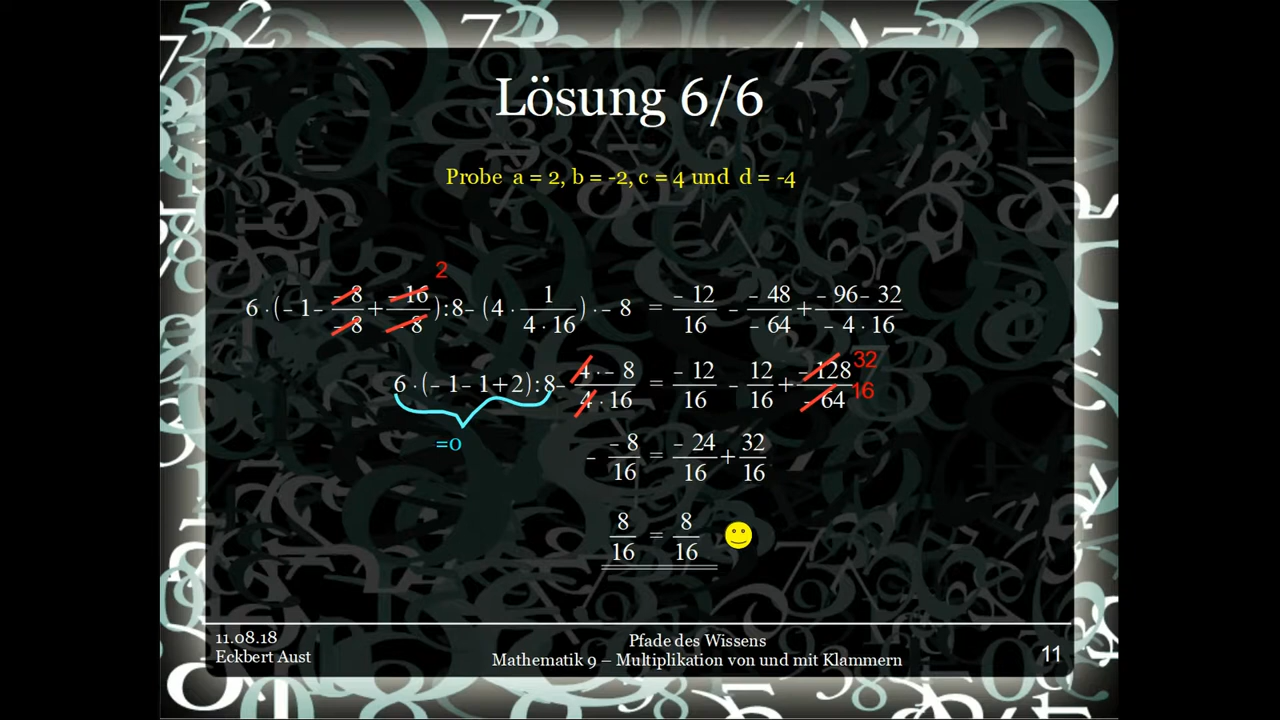 Lösung 6/6
Probe a = 2, b = -2, c = 4 und d = -4
6 · (– 1– – 8/– 8 + – 16/– 8 2) : 8– (4 · 1/4 · 16) · – 8 = – 12/16 – – 48/– 64 + – 96– 32/– 4 · 16
6 · (– 1– 1+ 2) : 8– 4 · – 8/4 · 16 = – 12/16 – 12/16 + – 128/– 64 32 16
=0
– – 8/16 = – 24/16 + 32/16
8/16 = 8/16
11.08.18
Eckbert Aust
Pfade des Wissens
Mathematik 9 – Multiplikation von und mit Klammern
11